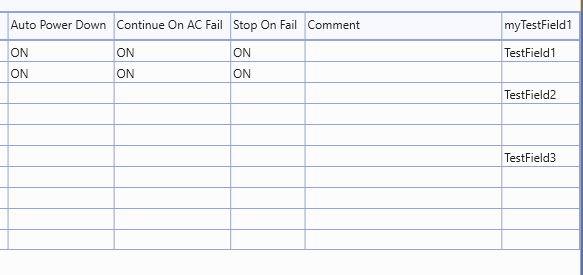 Auto Power Down Continue On AC Fail Stop On Fail Comment myTestField1
ON ON ON TestField1
ON ON ON
TestField2
TestField3